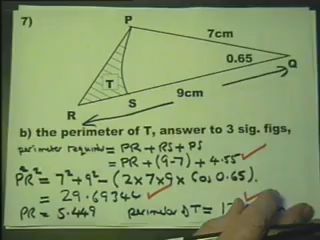 7)
P
7cm
0.65
Q
T
S
9cm
R
b) the perimeter of T, answer to 3 sig. figs,
perimeter required = PR + RS + PS
= PR + (9-7) + 4.55
PR² = 7² + 9² - (2x7x9x Cos 0.65)
= 29.69346
PR = 5.449 perimeter of T =